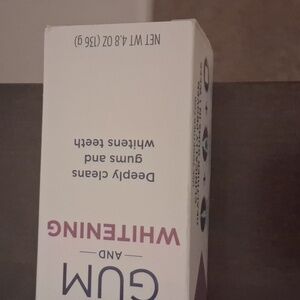 GUM
AND
WHITENING
Deeply cleans
gums and
whitens teeth
NET WT 4.8 OZ (136 g)